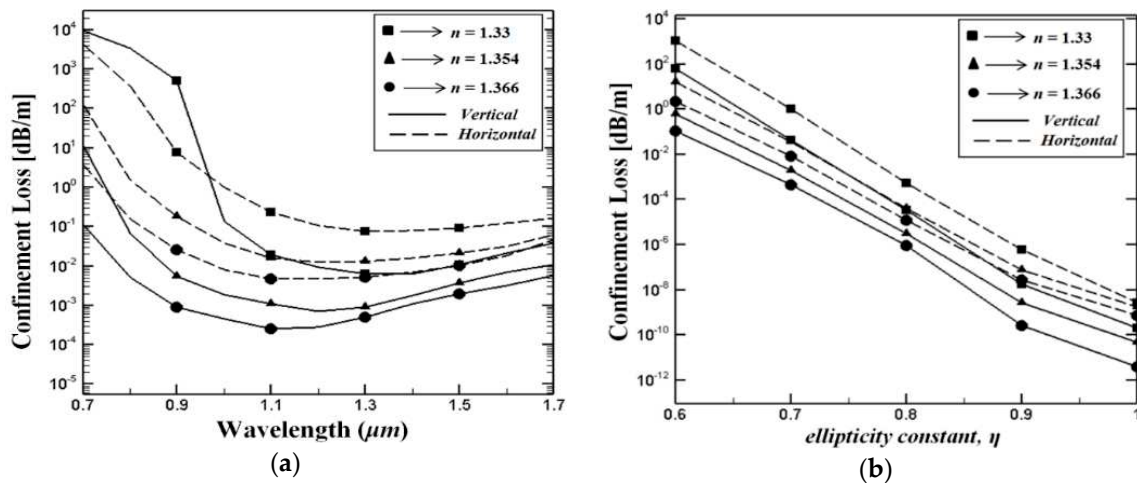 Confinement Loss [dB/m]
10⁴
10³
10²
10¹
10⁰
10⁻¹
10⁻²
10⁻³
10⁻⁴
10⁻⁵
n = 1.33
n = 1.354
n = 1.366
Vertical
Horizontal
0.7 0.9 1.1 1.3 1.5 1.7
Wavelength (μm)
(a)
Confinement Loss [dB/m]
10⁴
10²
10⁰
10⁻²
10⁻⁴
10⁻⁶
10⁻⁸
10⁻¹⁰
10⁻¹²
n = 1.33
n = 1.354
n = 1.366
Vertical
Horizontal
0.6 0.7 0.8 0.9 1
ellipticity constant, η
(b)